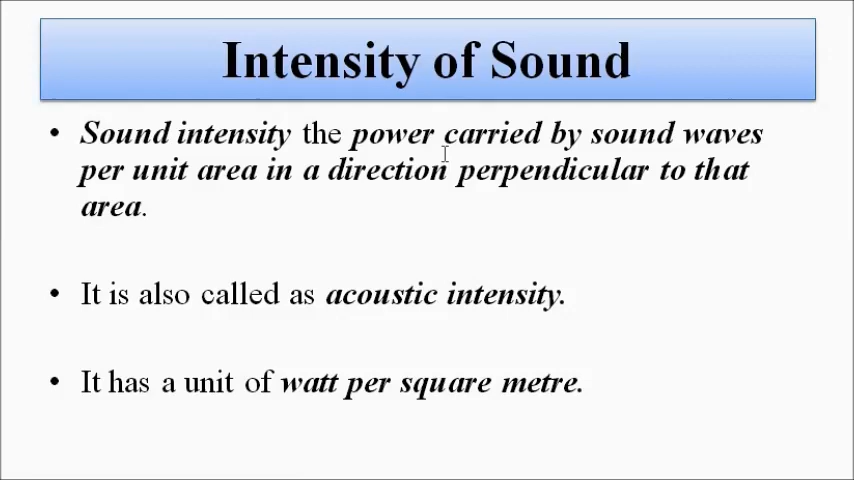 Intensity of Sound
• Sound intensity the power carried by sound waves
per unit area in a direction perpendicular to that
area.
• It is also called as acoustic intensity.
• It has a unit of watt per square metre.